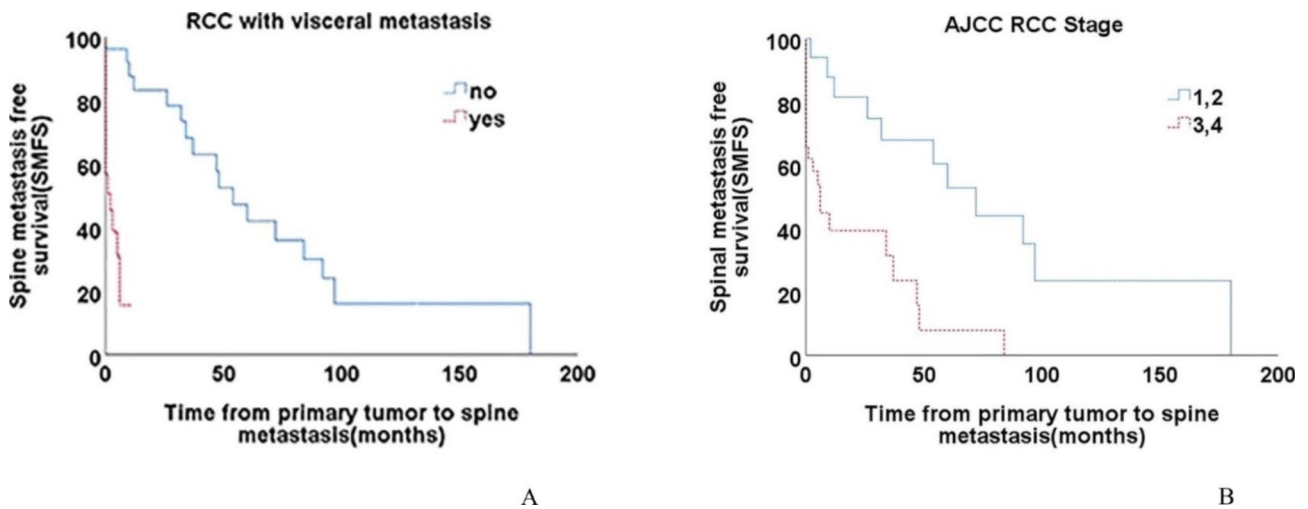 RCC with visceral metastasis
100
80
60
40
20
0
Spine metastasis free
survival(SMFS)
no
yes
0 50 100 150 200
Time from primary tumor to spine
metastasis(months)
A
AJCC RCC Stage
100
80
60
40
20
0
Spinal metastasis free
survival(SMFS)
1,2
3,4
0 50 100 150 200
Time from primary tumor to spine
metastasis(months)
B